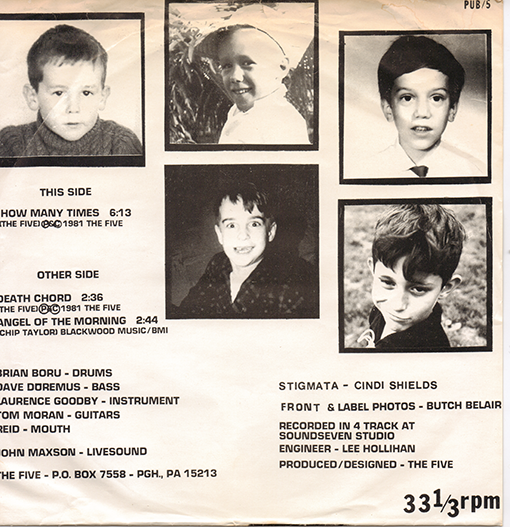 PUB/5
THIS SIDE
HOW MANY TIMES 6:13
(THE FIVE) P&C 1981 THE FIVE
OTHER SIDE
DEATH CHORD 2:36
(THE FIVE) P&C 1981 THE FIVE
ANGEL OF THE MORNING 2:44
(CHIP TAYLOR) BLACKWOOD MUSIC/BMI
BRIAN BORU - DRUMS
DAVE DOREMUS - BASS
LAURENCE GOODBY - INSTRUMENT
TOM MORAN - GUITARS
REID - MOUTH
JOHN MAXSON - LIVESOUND
THE FIVE - P.O. BOX 7558 - PGH., PA 15213
STIGMATA - CINDI SHIELDS
FRONT & LABEL PHOTOS - BUTCH BELAIR
RECORDED IN 4 TRACK AT
SOUNDSEVEN STUDIO
ENGINEER - LEE HOLLIHAN
PRODUCED/DESIGNED - THE FIVE
33 1/3 rpm